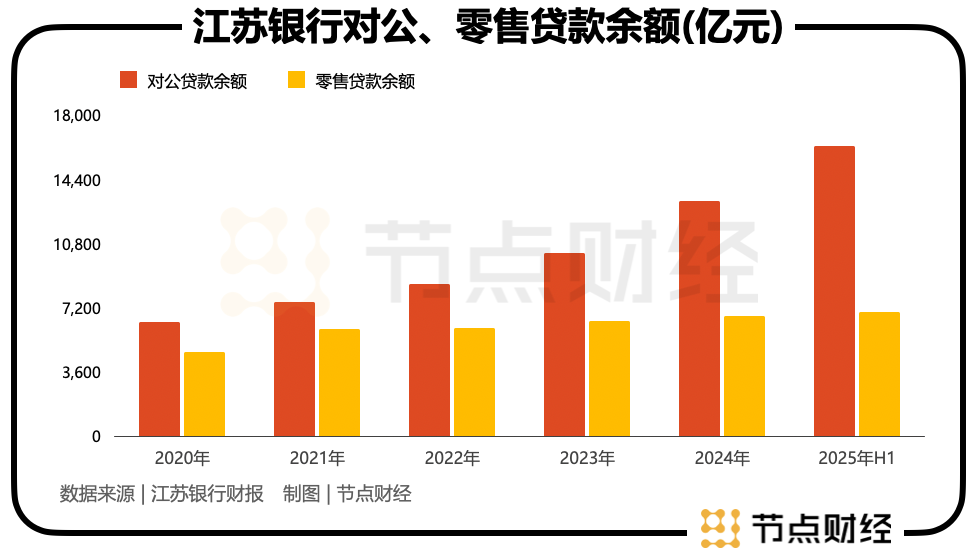 江苏银行对公、零售贷款余额(亿元)
对公贷款余额 零售贷款余额
18,000
14,400
10,800
7,200
3,600
0
节点财经
2020年 2021年 2022年 2023年 2024年 2025年H1
数据来源 | 江苏银行财报 制图 | 节点财经
节点财经